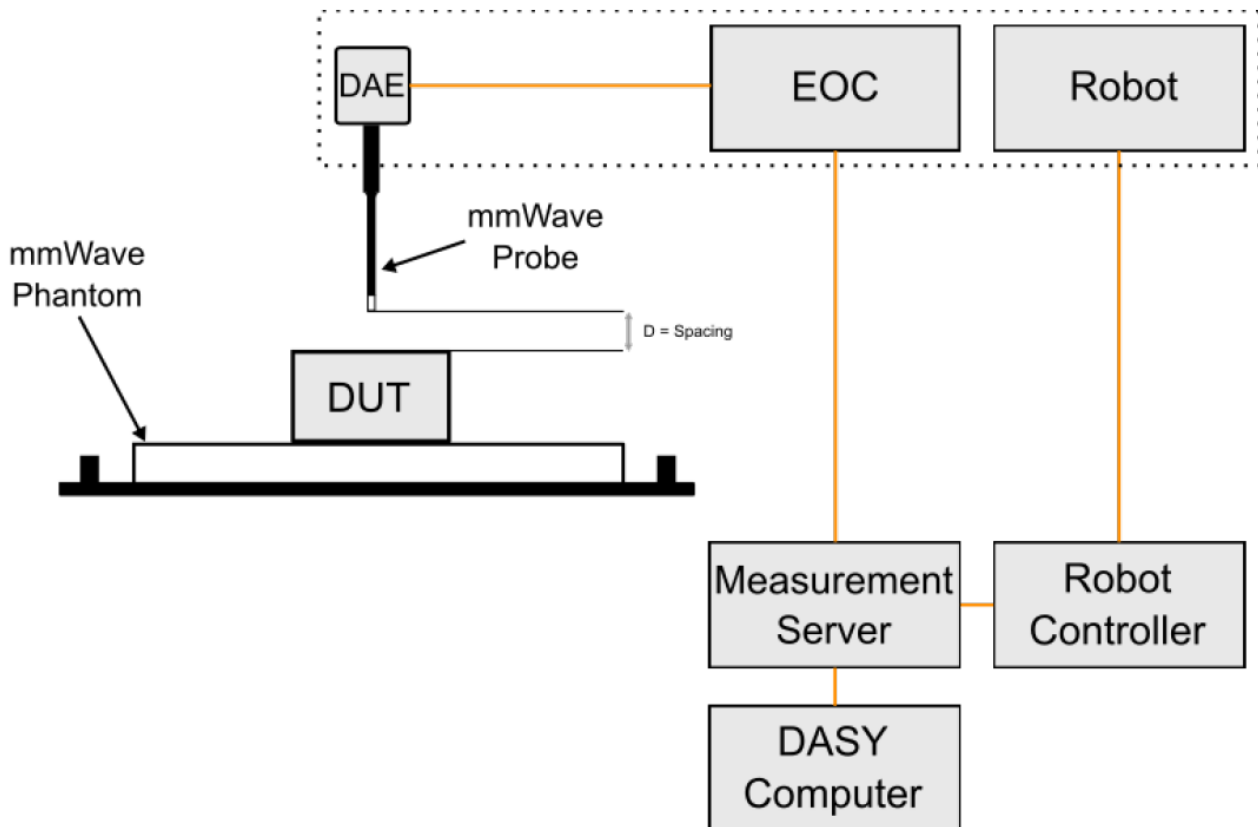 DAE
EOC
Robot
mmWave
Probe
mmWave
Phantom
D = Spacing
DUT
Measurement
Server
Robot
Controller
DASY
Computer